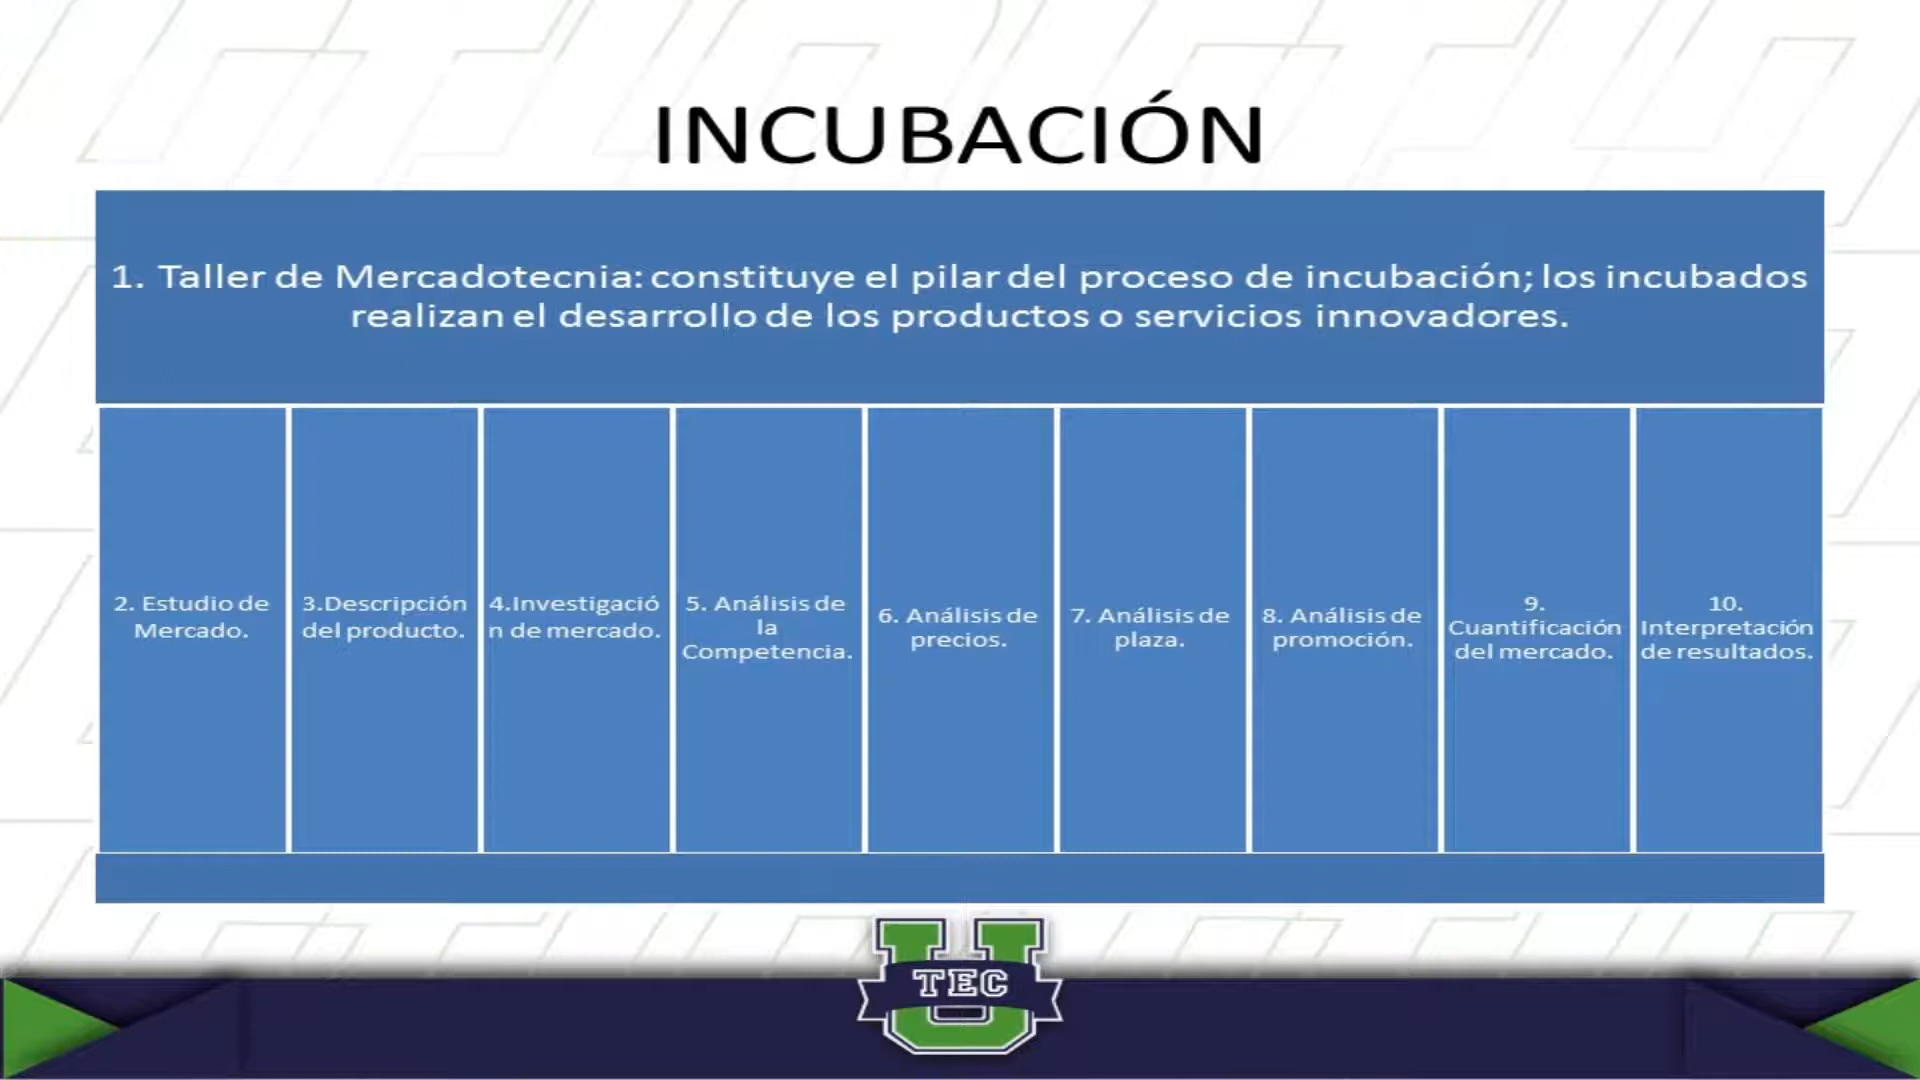 INCUBACIÓN
1. Taller de Mercadotecnia: constituye el pilar del proceso de incubación; los incubados
realizan el desarrollo de los productos o servicios innovadores.
2. Estudio de
Mercado.
3.Descripción
del producto.
4.Investigació
n de mercado.
5. Análisis de
la
Competencia.
6. Análisis de
precios.
7. Análisis de
plaza.
8. Análisis de
promoción.
9.
Cuantificación
del mercado.
10.
Interpretación
de resultados.
U
TEC